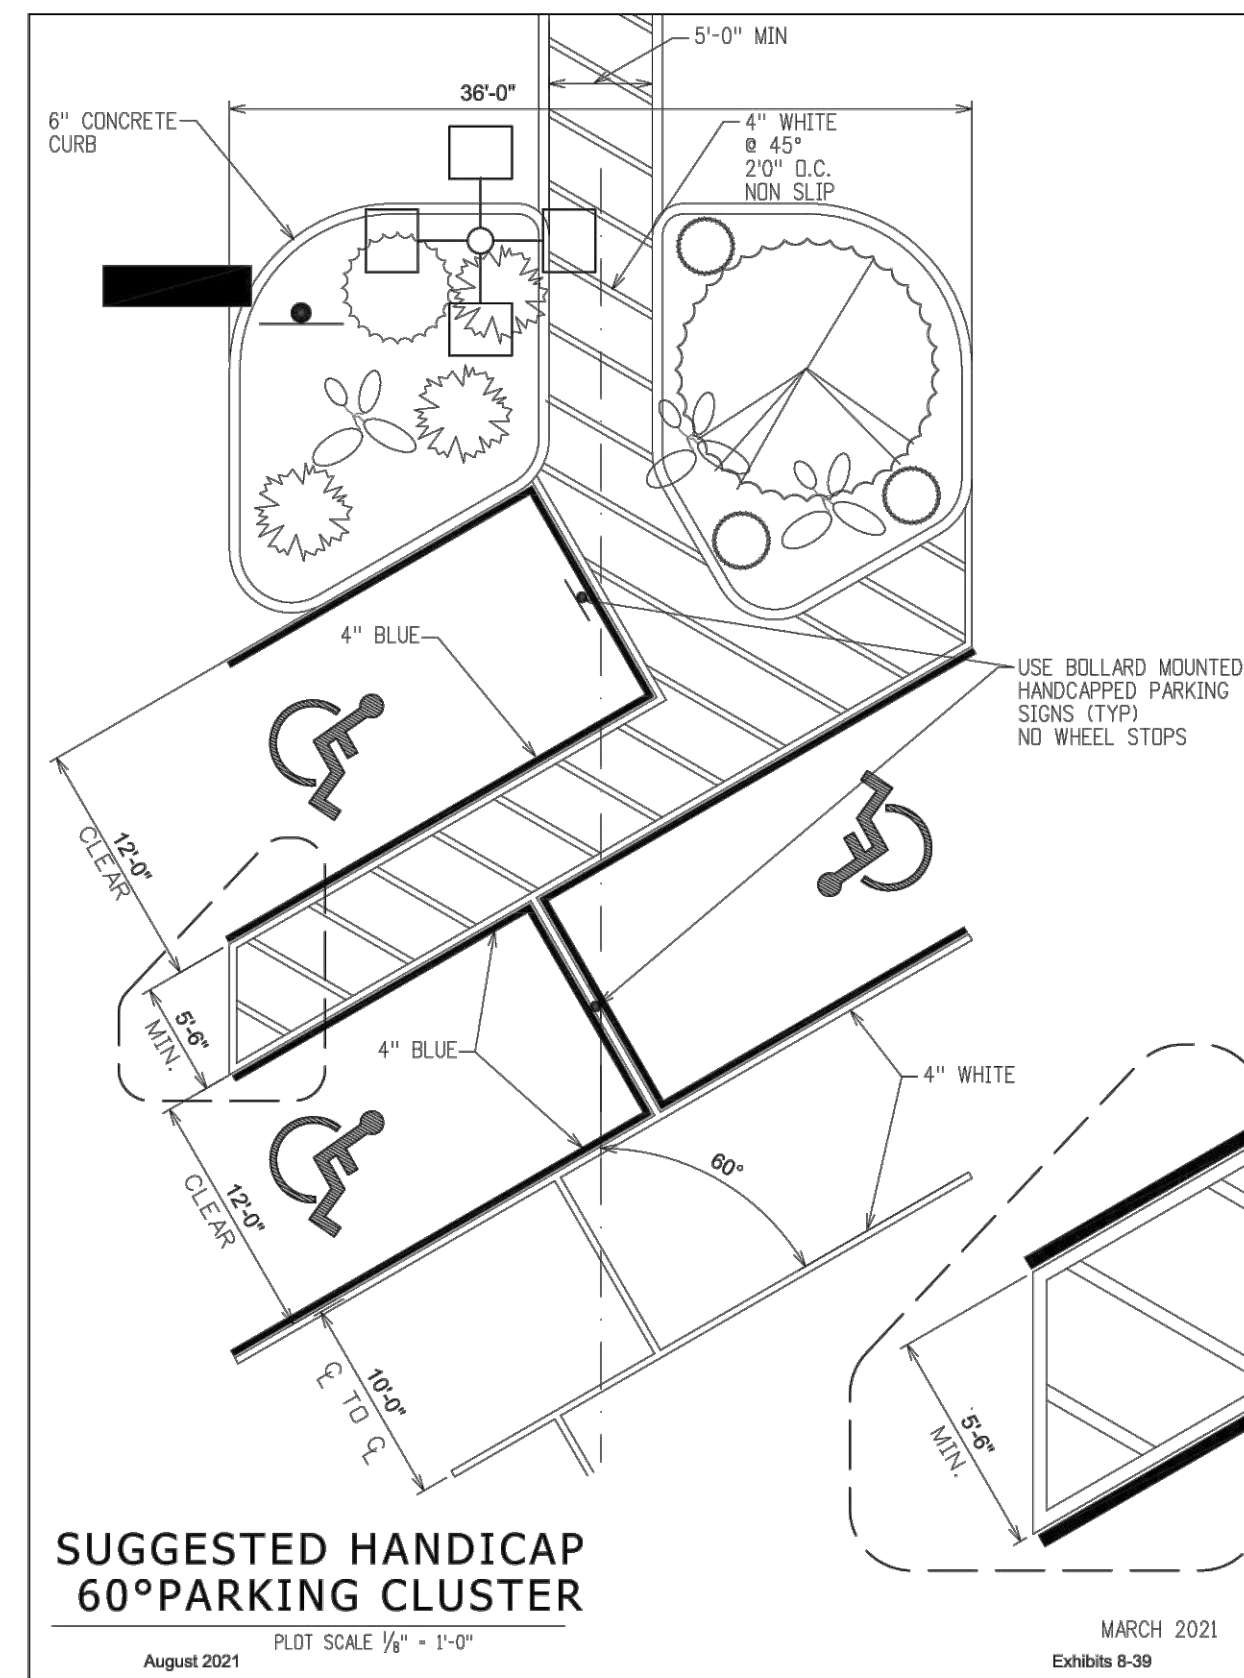 5'-0" MIN
36'-0"
6" CONCRETE
CURB
4" WHITE
@ 45°
2'0" O.C.
NON SLIP
4" BLUE
USE BOLLARD MOUNTED
HANDCAPPED PARKING
SIGNS (TYP)
NO WHEEL STOPS
12'-0"
CLEAR
5'-6"
MIN.
4" BLUE
4" WHITE
60°
12'-0"
CLEAR
10'-0"
℄ TO ℄
5'-6"
MIN.
SUGGESTED HANDICAP
60°PARKING CLUSTER
PLOT SCALE 1/8" = 1'-0"
MARCH 2021
August 2021
Exhibits 8-39